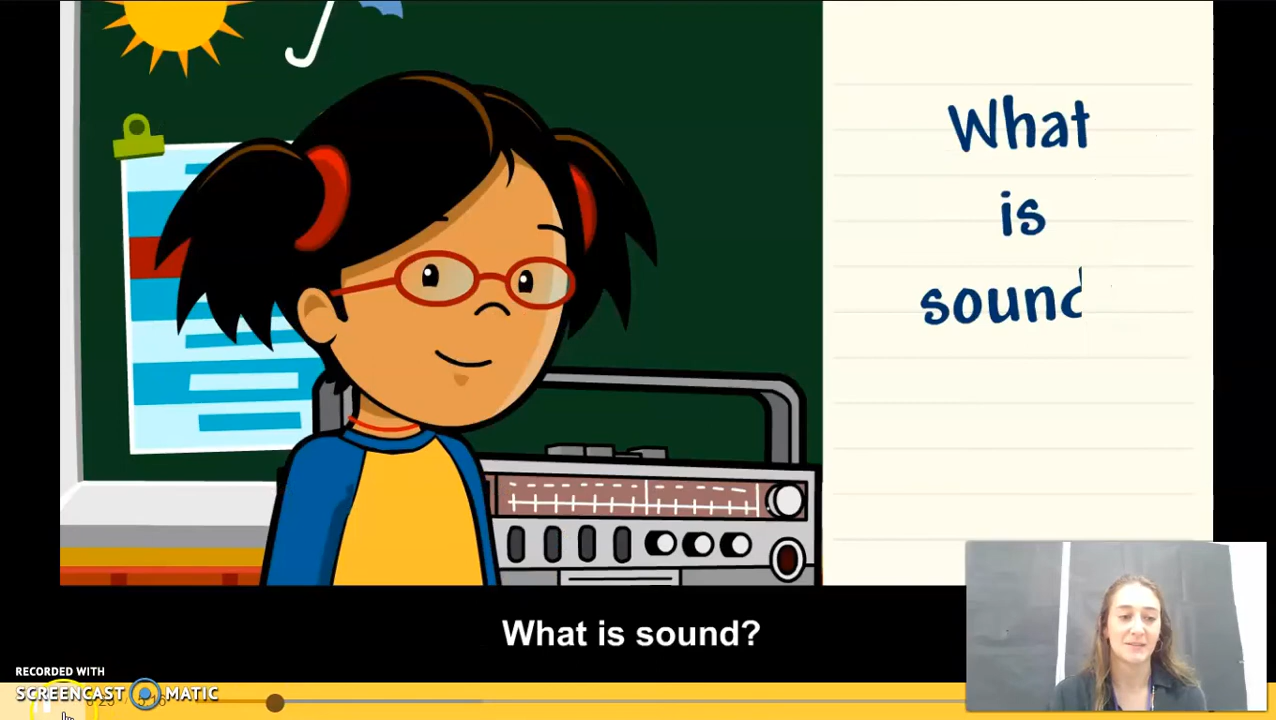 What
is
sound
What is sound?
RECORDED WITH
SCREENCAST MATIC